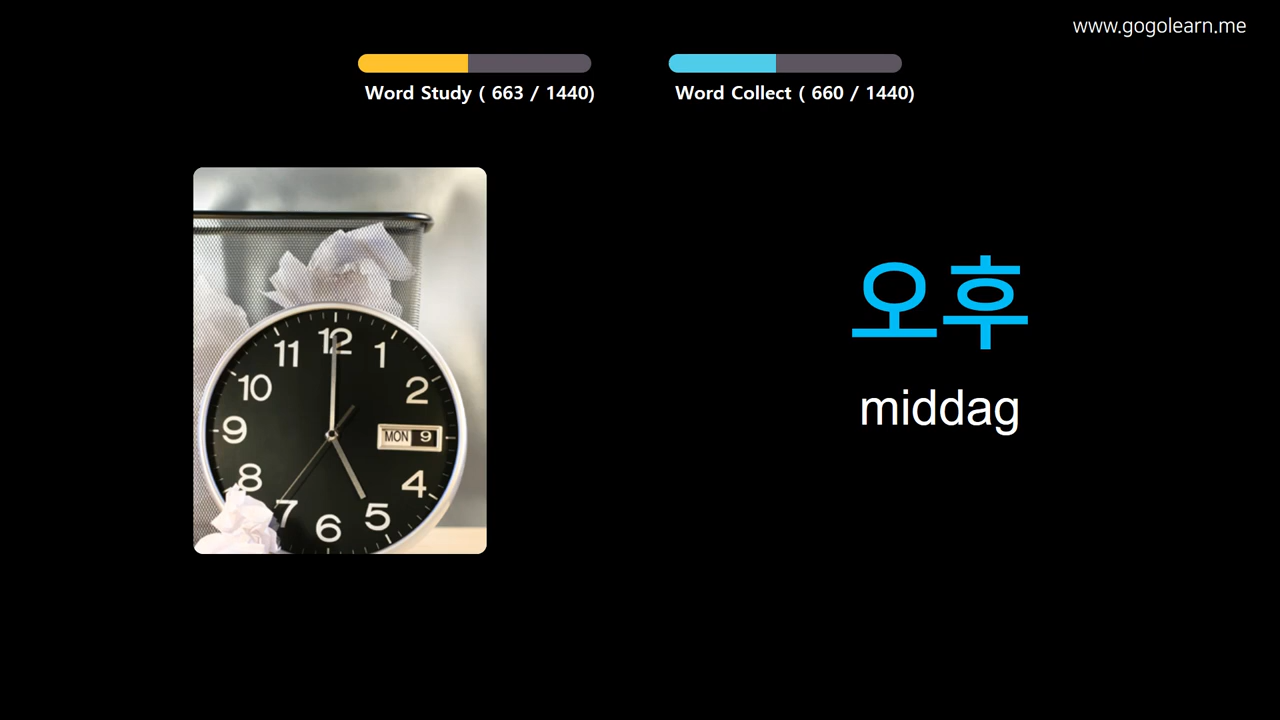 www.gogolearn.me
Word Study ( 663 / 1440)
Word Collect ( 660 / 1440)
오후
middag
12
11
1
10
2
9
MON 9
8
4
7
5
6